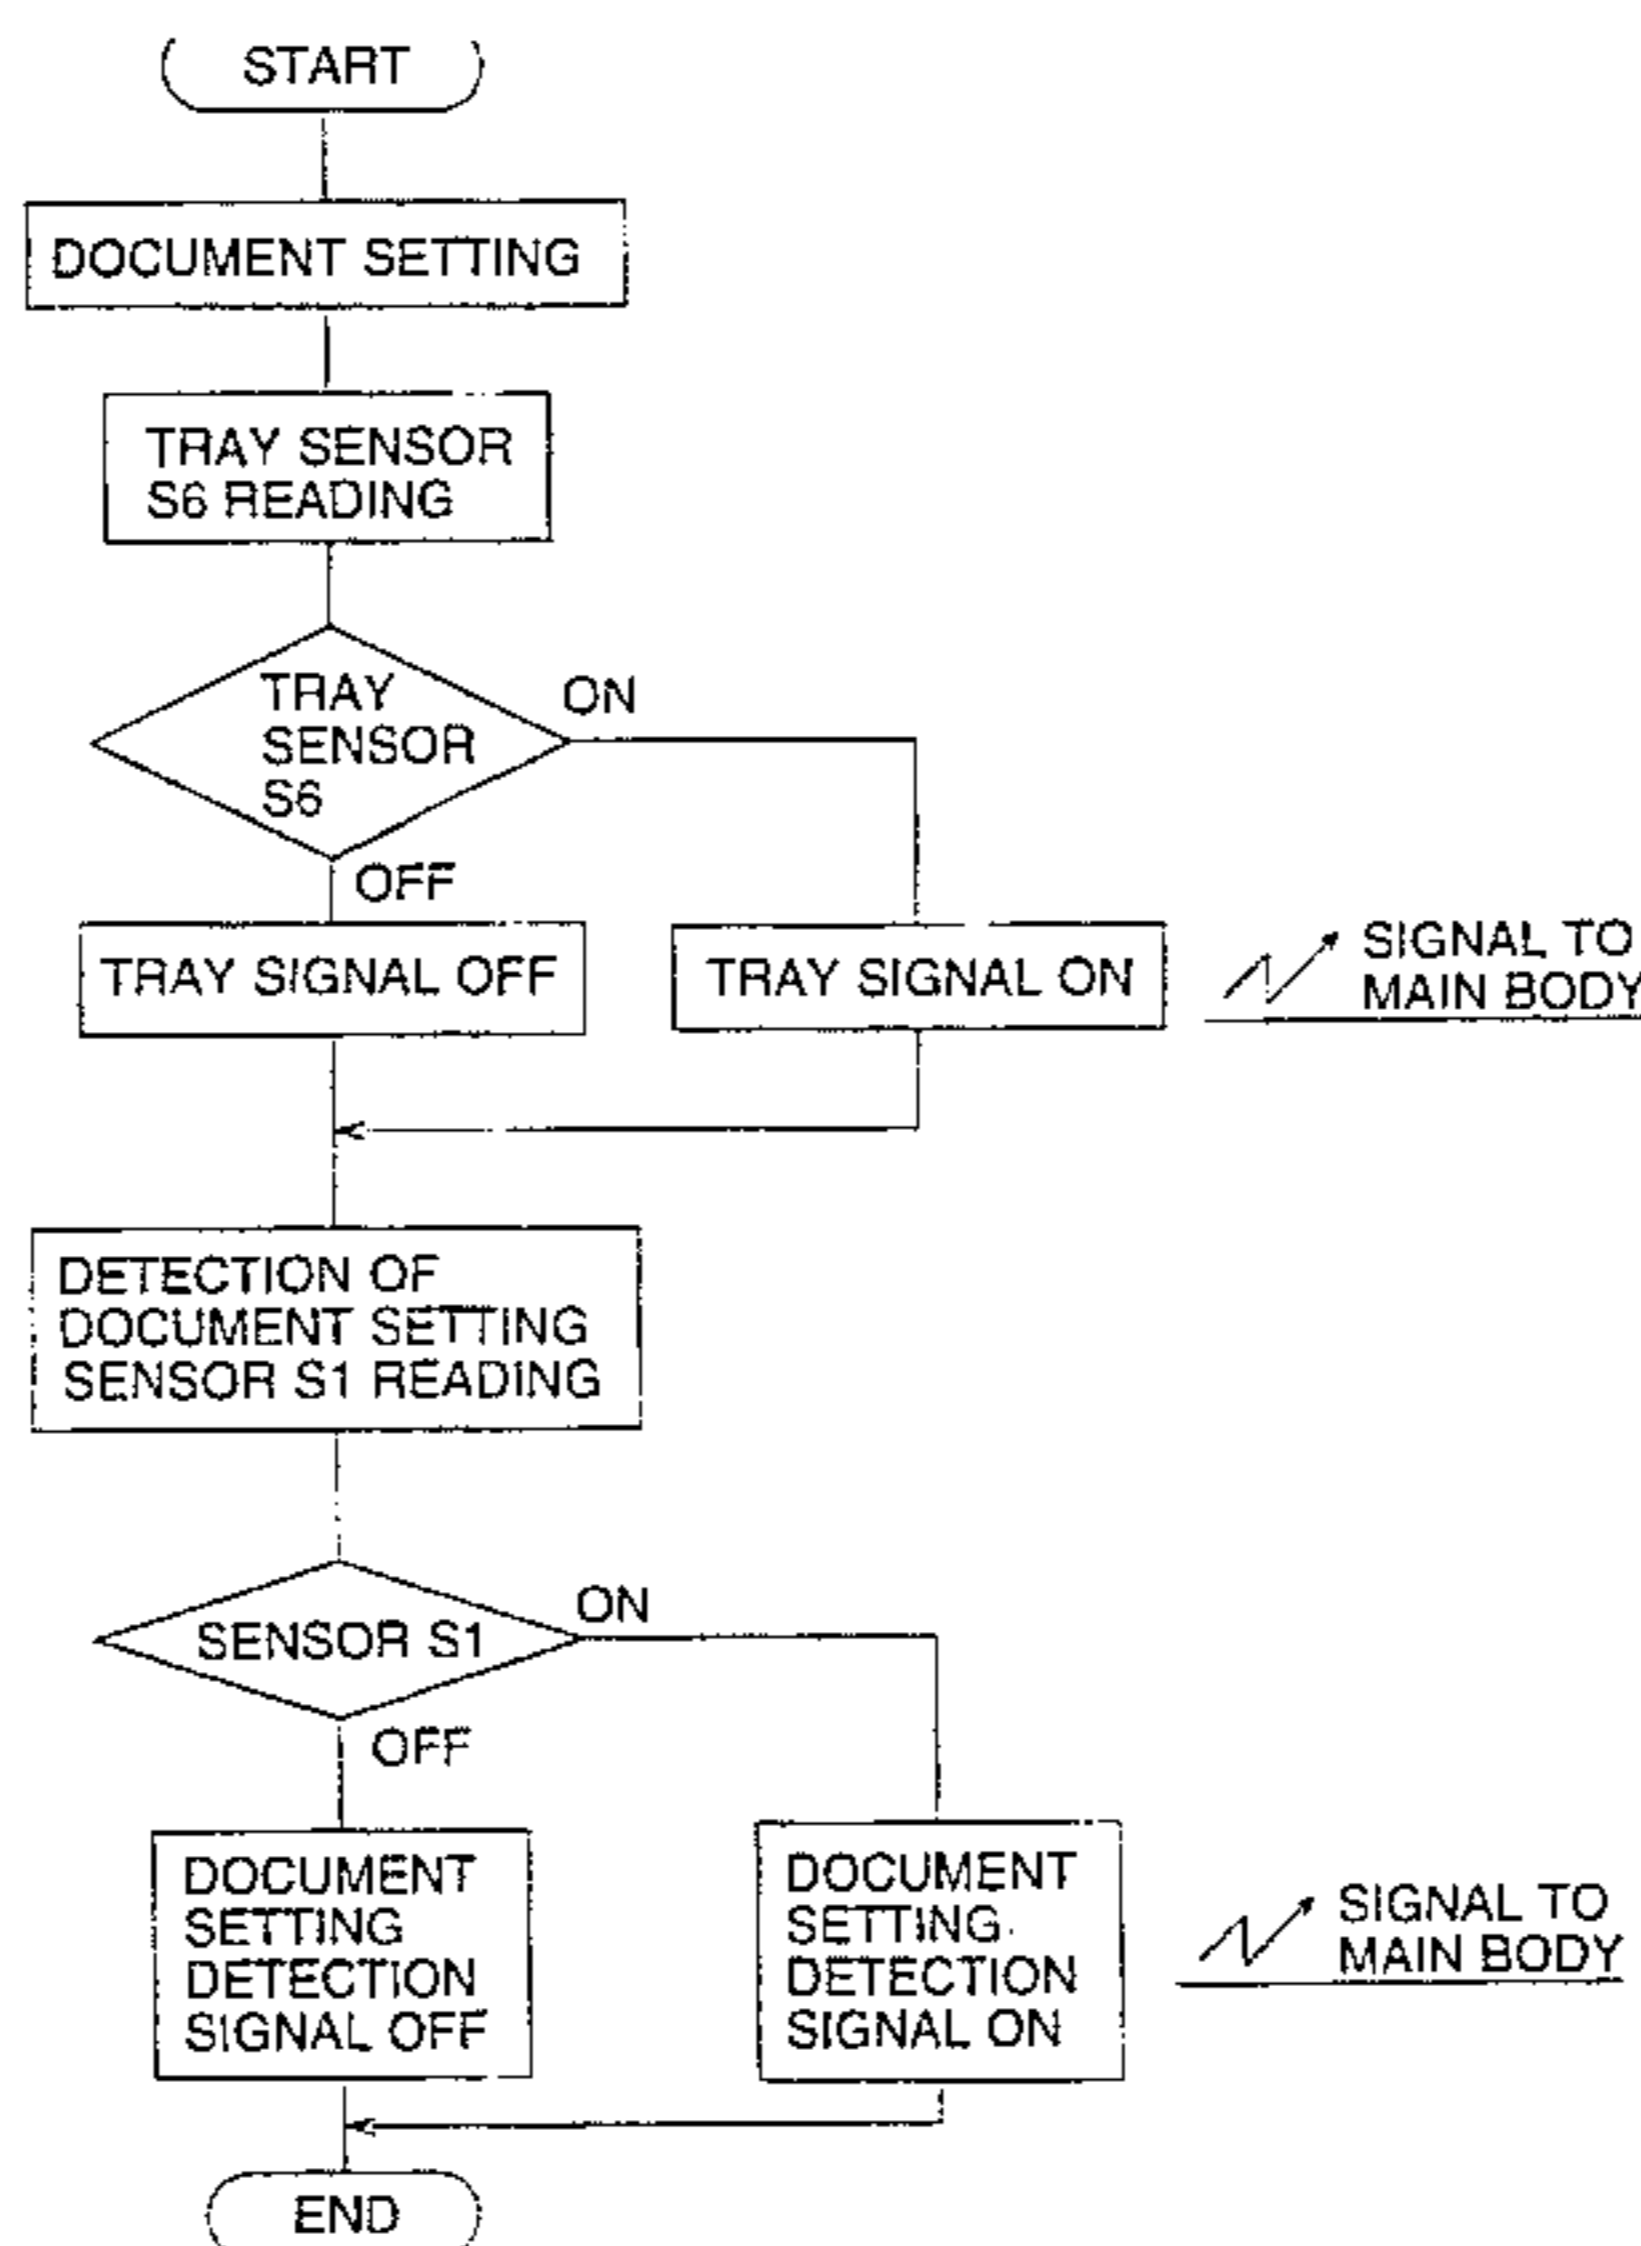 START
DOCUMENT SETTING
TRAY SENSOR
S6 READING
TRAY
SENSOR
S6
ON
OFF
TRAY SIGNAL OFF
TRAY SIGNAL ON
SIGNAL TO
MAIN BODY
DETECTION OF
DOCUMENT SETTING
SENSOR S1 READING
SENSOR S1
ON
OFF
DOCUMENT
SETTING
DETECTION
SIGNAL OFF
DOCUMENT
SETTING
DETECTION
SIGNAL ON
SIGNAL TO
MAIN BODY
END